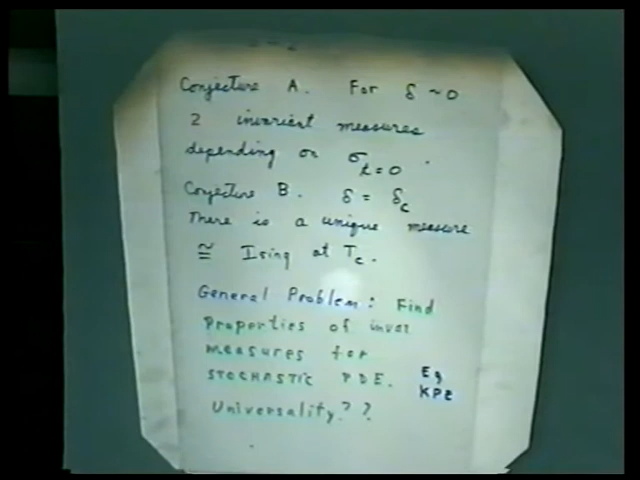 Conjecture A. For δ ~ 0
2 invariant measures
depending on σ_{t=0}.
Conjecture B. δ = δ_c
There is a unique measure
≅ Ising at T_c.
General Problem: Find
Properties of invar
measures for
STOCHASTIC PDE. Eg KPZ
Universality??